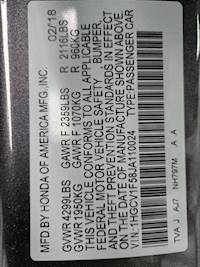 MFD BY HONDA OF AMERICA MFG.,INC.
02/18
GVWR 4299LBS GAWR F 2359LBS R 2116LBS
GVWR 1950KG GAWR F 1070KG R 960KG
THIS VEHICLE CONFORMS TO ALL APPLICABLE
FEDERAL MOTOR VEHICLE SAFETY, BUMPER,
AND THEFT PREVENTION STANDARDS IN EFFECT
ON THE DATE OF MANUFACTURE SHOWN ABOVE.
VIN:1HGCV1F58JA110024 TYPE:PASSENGER CAR
TVA J AJ7 NH797M A A